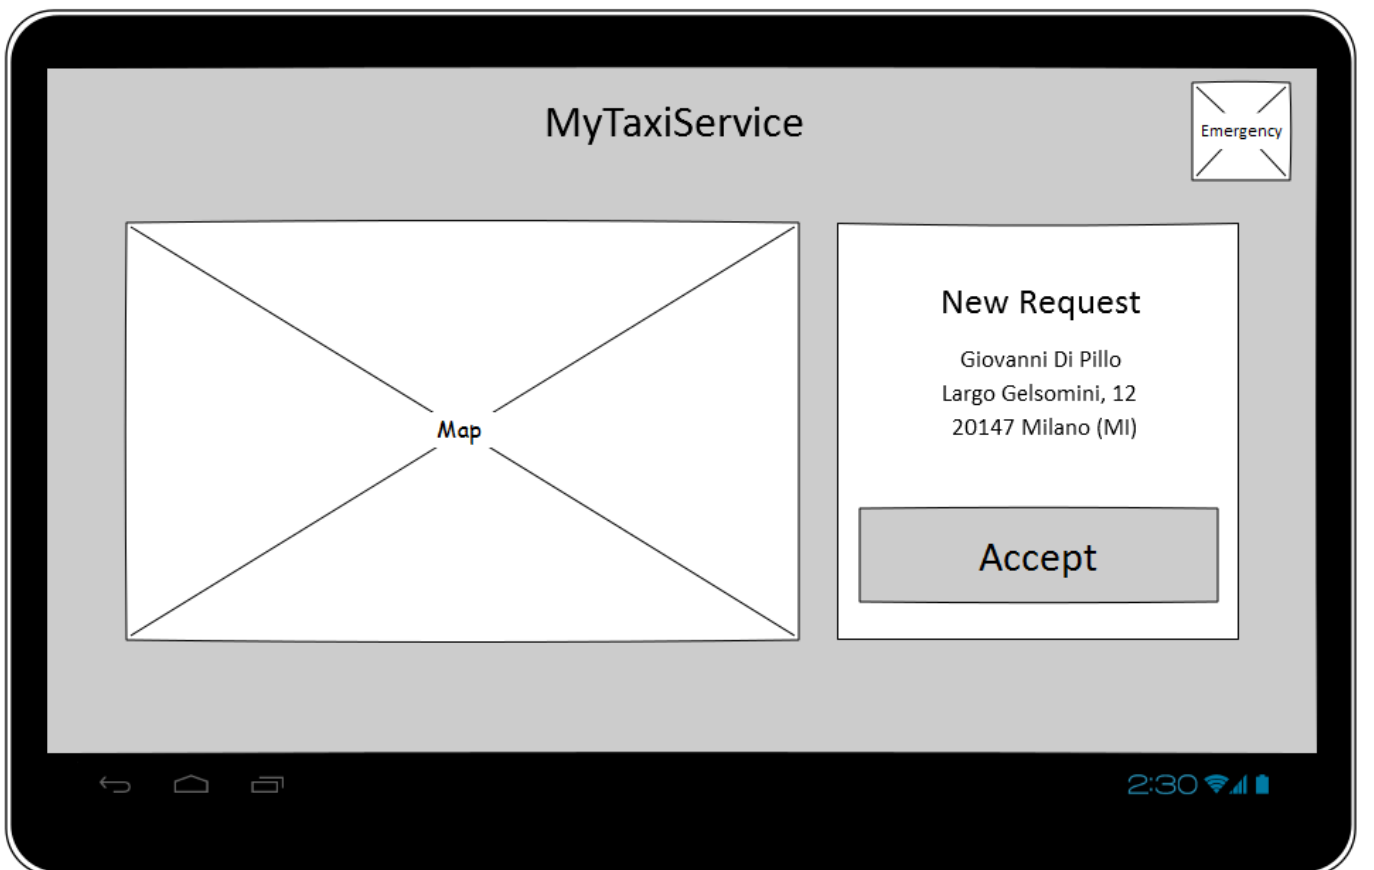 MyTaxiService
Emergency
Map
New Request
Giovanni Di Pillo
Largo Gelsomini, 12
20147 Milano (MI)
Accept
2:30